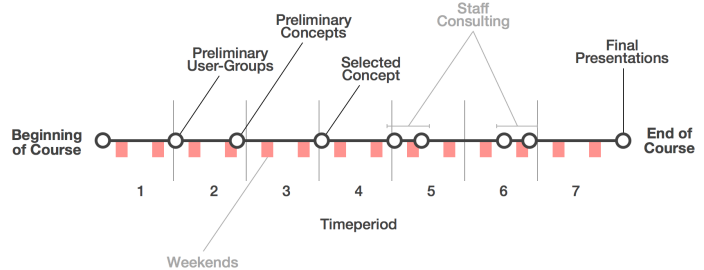 Staff
Consulting
Preliminary
Concepts
Final
Presentations
Preliminary
User-Groups
Selected
Concept
Beginning
of Course
End of
Course
1
2
3
4
5
6
7
Timeperiod
Weekends